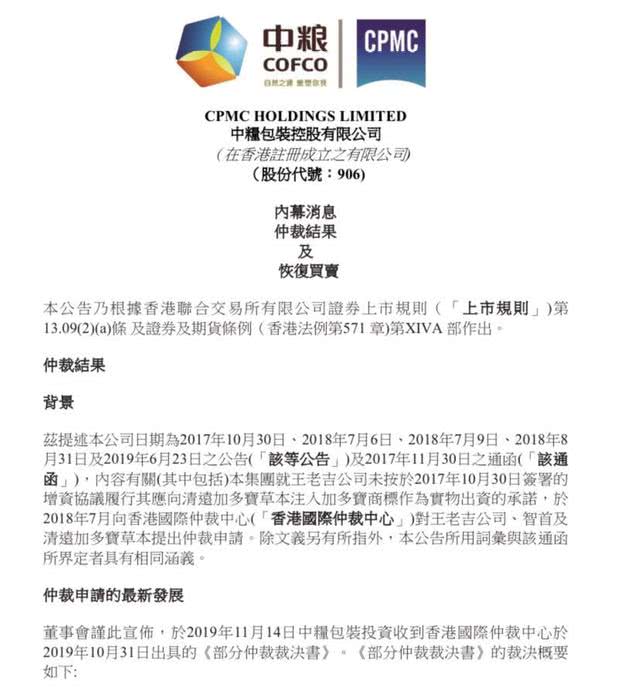 中粮
COFCO
自然之源 重塑你我
CPMC
CPMC HOLDINGS LIMITED
中糧包裝控股有限公司
（在香港註冊成立之有限公司)
（股份代號：906)
內幕消息
仲裁結果
及
恢復買賣
本公告乃根據香港聯合交易所有限公司證券上市規則（「上市規則」)第
13.09(2)(a)條 及證券及期貨條例（香港法例第571 章)第XIVA 部作出。
仲裁結果
背景
茲提述本公司日期為2017年10月30日、2018年7月6日、2018年7月9日、2018年8
月31日及2019年6月23日之公告(「該等公告」)及2017年11月30日之通函(「該通
函」)，內容有關(其中包括)本集團就王老吉公司未按於2017年10月30日簽署的
增資協議履行其應向清遠加多寶草本注入加多寶商標作為實物出資的承諾，於
2018年7月向香港國際仲裁中心(「香港國際仲裁中心」)對王老吉公司、智首及
清遠加多寶草本提出仲裁申請。除文義另有所指外，本公告所用詞彙與該通函
所界定者具有相同涵義。
仲裁申請的最新發展
董事會謹此宣佈，於2019年11月14日中糧包裝投資收到香港國際仲裁中心於
2019年10月31日出具的《部分仲裁裁決書》。《部分仲裁裁決書》的裁決概要
如下: